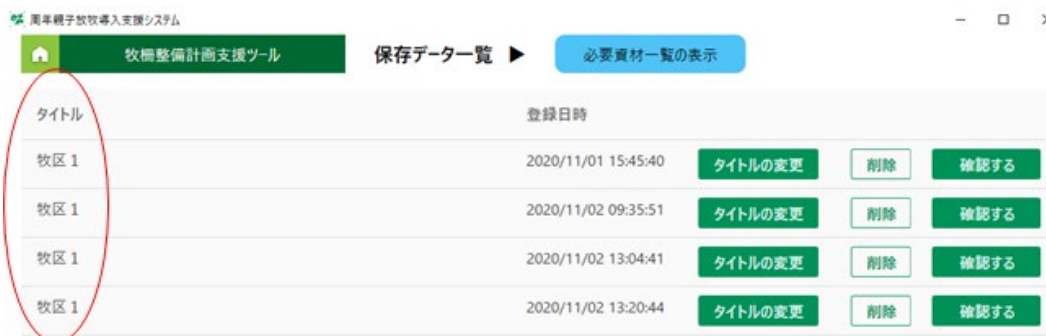 周年親子放牧導入支援システム
牧柵整備計画支援ツール 保存データ一覧 ▶ 必要資材一覧の表示
タイトル 登録日時
牧区 1 2020/11/01 15:45:40 タイトルの変更 削除 確認する
牧区 1 2020/11/02 09:35:51 タイトルの変更 削除 確認する
牧区 1 2020/11/02 13:04:41 タイトルの変更 削除 確認する
牧区 1 2020/11/02 13:20:44 タイトルの変更 削除 確認する